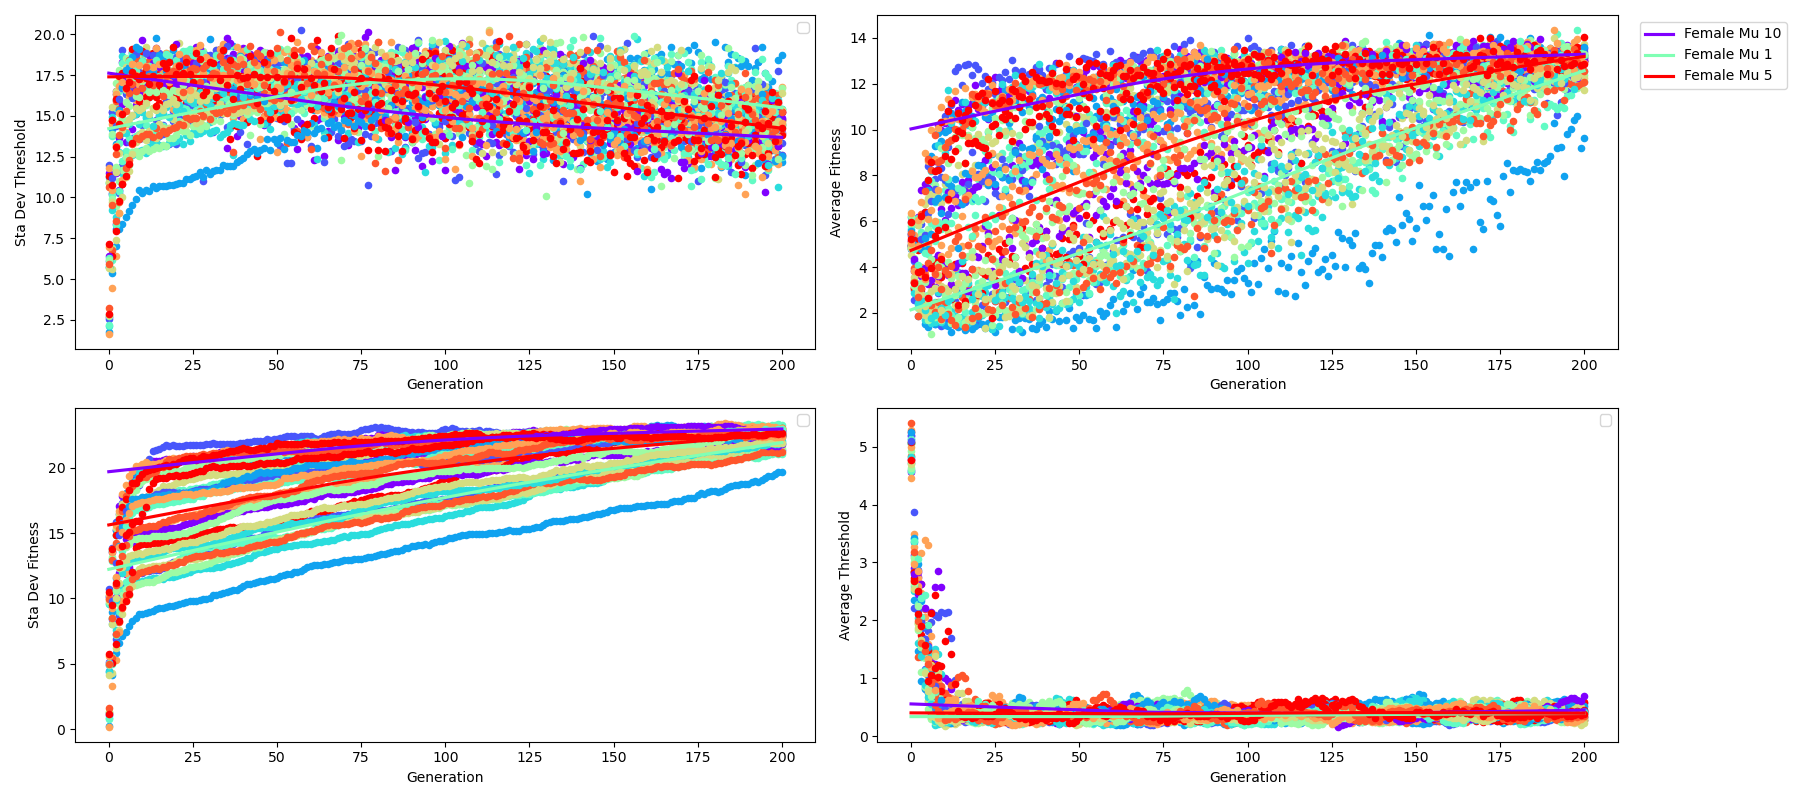 20.0
17.5
15.0
12.5
10.0
7.5
5.0
2.5
Sta Dev Threshold
0 25 50 75 100 125 150 175 200
Generation
14
12
10
8
6
4
2
Average Fitness
0 25 50 75 100 125 150 175 200
Generation
Female Mu 10
Female Mu 1
Female Mu 5
20
15
10
5
0
Sta Dev Fitness
0 25 50 75 100 125 150 175 200
Generation
5
4
3
2
1
0
Average Threshold
0 25 50 75 100 125 150 175 200
Generation